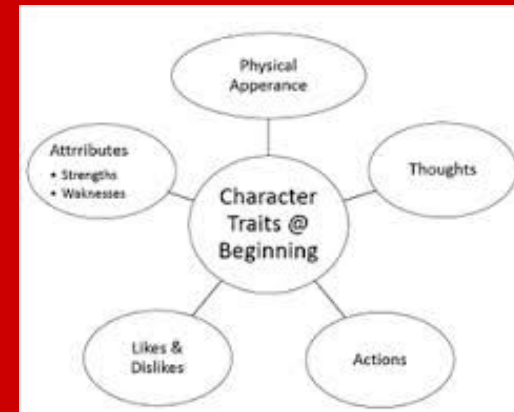 Physical
Apperance
Attrributes
• Strengths
• Waknesses
Thoughts
Character
Traits @
Beginning
Likes &
Dislikes
Actions